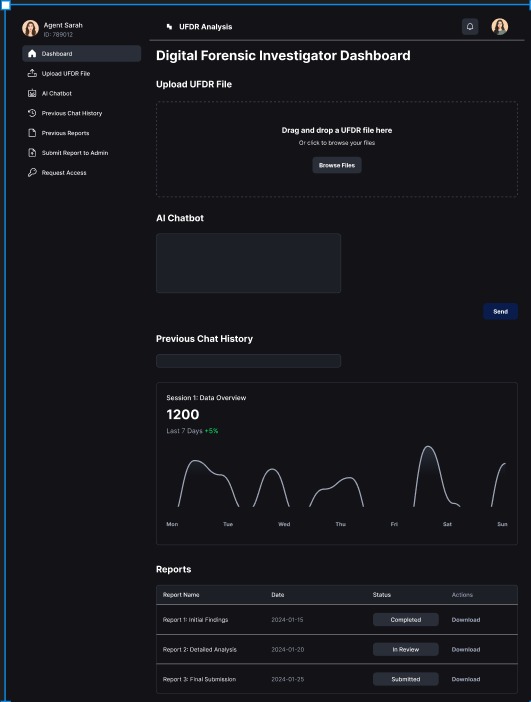 Agent Sarah
ID: 789012
Dashboard
Upload UFDR File
AI Chatbot
Previous Chat History
Previous Reports
Submit Report to Admin
Request Access
UFDR Analysis
Digital Forensic Investigator Dashboard
Upload UFDR File
Drag and drop a UFDR file here
Or click to browse your files
Browse Files
AI Chatbot
Send
Previous Chat History
Session 1: Data Overview
1200
Last 7 Days +5%
Mon Tue Wed Thu Fri Sat Sun
Reports
Report Name Date Status Actions
Report 1: Initial Findings 2024-01-15 Completed Download
Report 2: Detailed Analysis 2024-01-20 In Review Download
Report 3: Final Submission 2024-01-25 Submitted Download